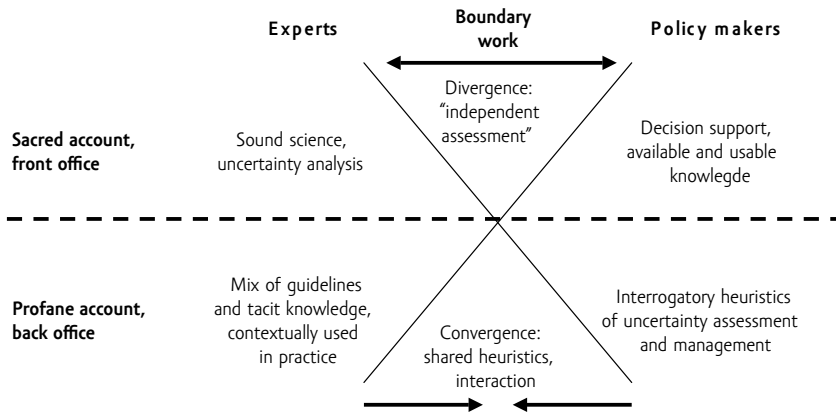 Experts
Boundary
work
Policy makers
Divergence:
“independent
assessment”
Sacred account,
front office
Sound science,
uncertainty analysis
Decision support,
available and usable
knowlegde
Profane account,
back office
Mix of guidelines
and tacit knowledge,
contextually used
in practice
Convergence:
shared heuristics,
interaction
Interrogatory heuristics
of uncertainty assessment
and management